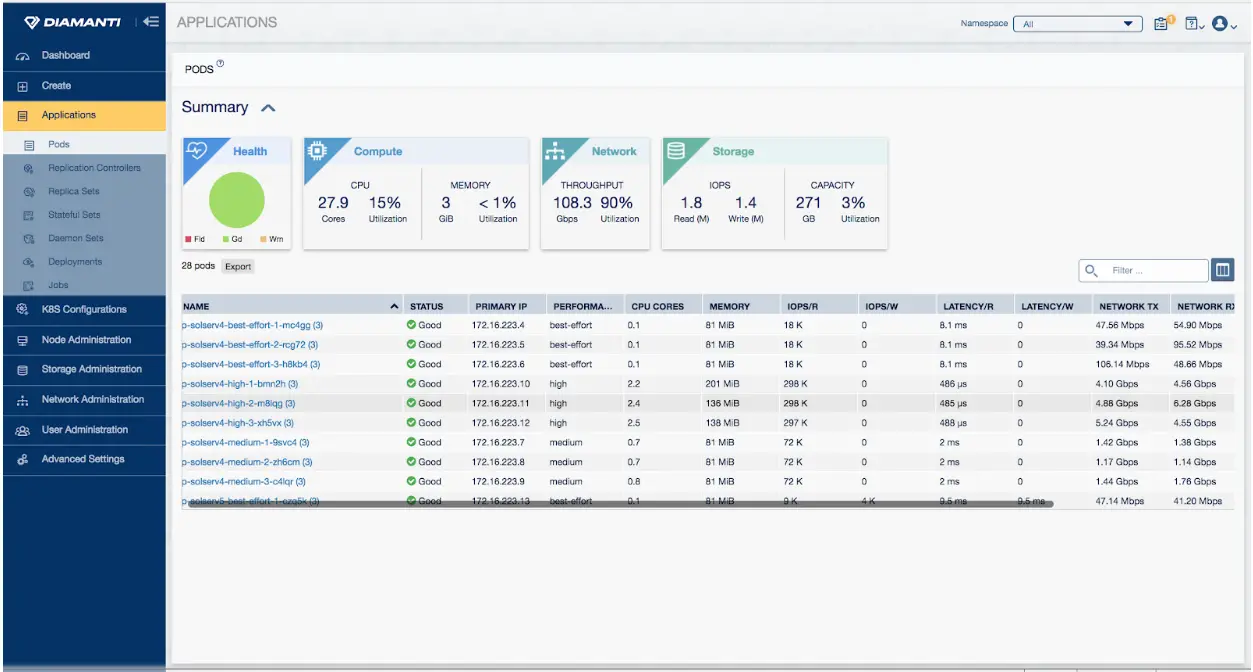 DIAMANTI
APPLICATIONS
Namespace All
1
Dashboard
Create
Applications
Pods
Replication Controllers
Replica Sets
Stateful Sets
Daemon Sets
Deployments
Jobs
K8S Configurations
Node Administration
Storage Administration
Network Administration
User Administration
Advanced Settings
PODS ?
Summary
Health
Fld Gd Wrn
Compute
CPU
27.9 15%
Cores Utilization
MEMORY
3 < 1%
GiB Utilization
Network
THROUGHPUT
108.3 90%
Gbps Utilization
Storage
IOPS
1.8 1.4
Read (M) Write (M)
CAPACITY
271 3%
GB Utilization
28 pods Export
Filter ...
NAME STATUS PRIMARY IP PERFORMA... CPU CORES MEMORY IOPS/R IOPS/W LATENCY/R LATENCY/W NETWORK TX NETWORK RX
p-solserv4-best-effort-1-mc4gg (3) Good 172.16.223.4 best-effort 0.1 81 MiB 18 K 0 8.1 ms 0 47.56 Mbps 54.90 Mbps
p-solserv4-best-effort-2-rcg72 (3) Good 172.16.223.5 best-effort 0.1 81 MiB 18 K 0 8.1 ms 0 39.34 Mbps 95.52 Mbps
p-solserv4-best-effort-3-h8kb4 (3) Good 172.16.223.6 best-effort 0.1 81 MiB 18 K 0 8.1 ms 0 106.14 Mbps 48.66 Mbps
p-solserv4-high-1-bmn2h (3) Good 172.16.223.10 high 2.2 201 MiB 298 K 0 486 µs 0 4.10 Gbps 4.56 Gbps
p-solserv4-high-2-m8lqg (3) Good 172.16.223.11 high 2.4 136 MiB 298 K 0 485 µs 0 4.88 Gbps 6.28 Gbps
p-solserv4-high-3-xh5vx (3) Good 172.16.223.12 high 2.5 138 MiB 297 K 0 488 µs 0 5.24 Gbps 4.55 Gbps
p-solserv4-medium-1-9svc4 (3) Good 172.16.223.7 medium 0.7 81 MiB 72 K 0 2 ms 0 1.42 Gbps 1.38 Gbps
p-solserv4-medium-2-zh6cm (3) Good 172.16.223.8 medium 0.7 81 MiB 72 K 0 2 ms 0 1.17 Gbps 1.14 Gbps
p-solserv4-medium-3-c4lqr (3) Good 172.16.223.9 medium 0.8 81 MiB 72 K 0 2 ms 0 1.44 Gbps 1.76 Gbps
Good 172.16.223.13 best-effort 0.1 81 MiB 9 K 4 K 9.5 ms 9.5 ms 47.14 Mbps 41.20 Mbps